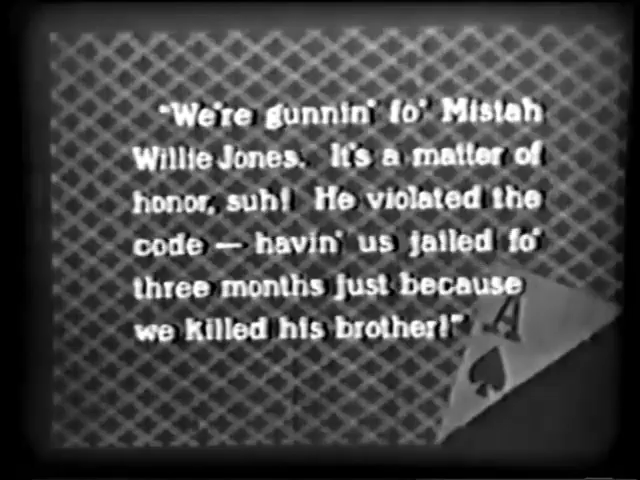 "We're gunnin' fo' Mistah
Willie Jones. It's a matter of
honor, suh! He violated the
code — havin' us jailed fo'
three months just because
we killed his brother!"
A